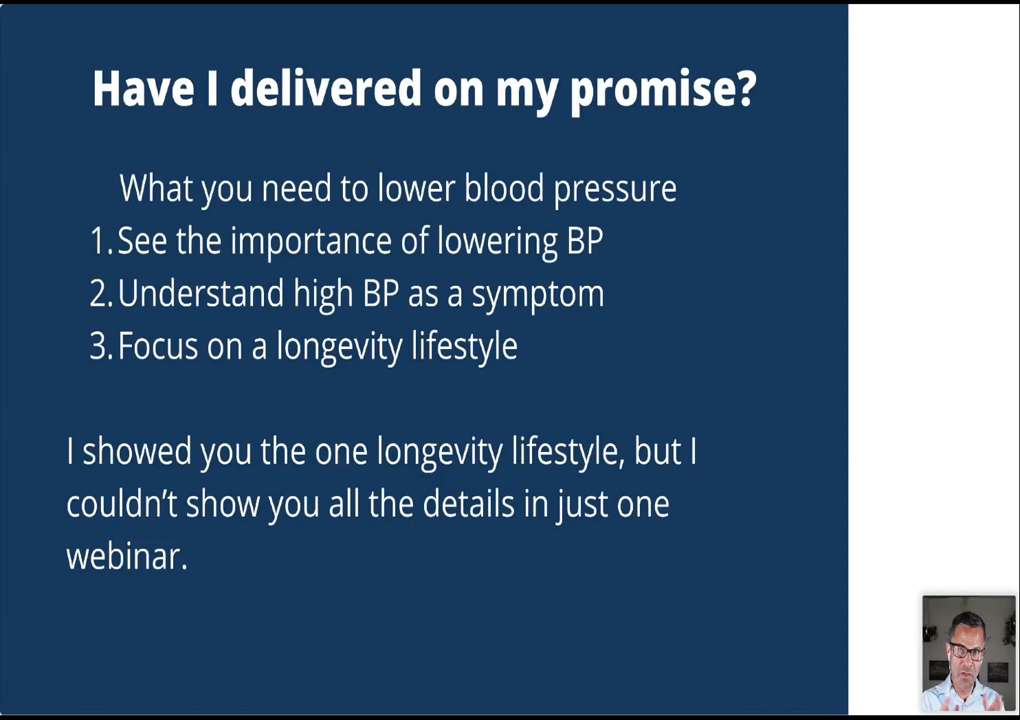 Have I delivered on my promise?
What you need to lower blood pressure
1. See the importance of lowering BP
2. Understand high BP as a symptom
3. Focus on a longevity lifestyle
I showed you the one longevity lifestyle, but I
couldn’t show you all the details in just one
webinar.